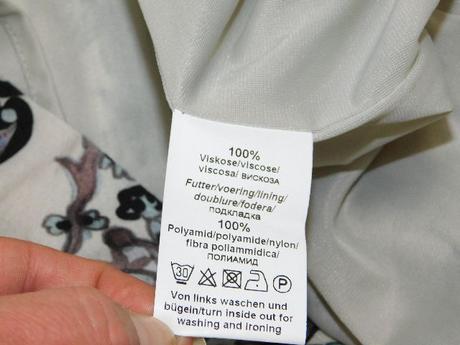 100%
Viskose/viscose/
viscosa/вискоза
Futter/voering/lining/
doublure/fodera/
подкладка
100%
Polyamid/polyamide/nylon/
fibra poliammidica/
полиамид
30 P
Von links waschen und
bügeln/turn inside out for
washing and ironing